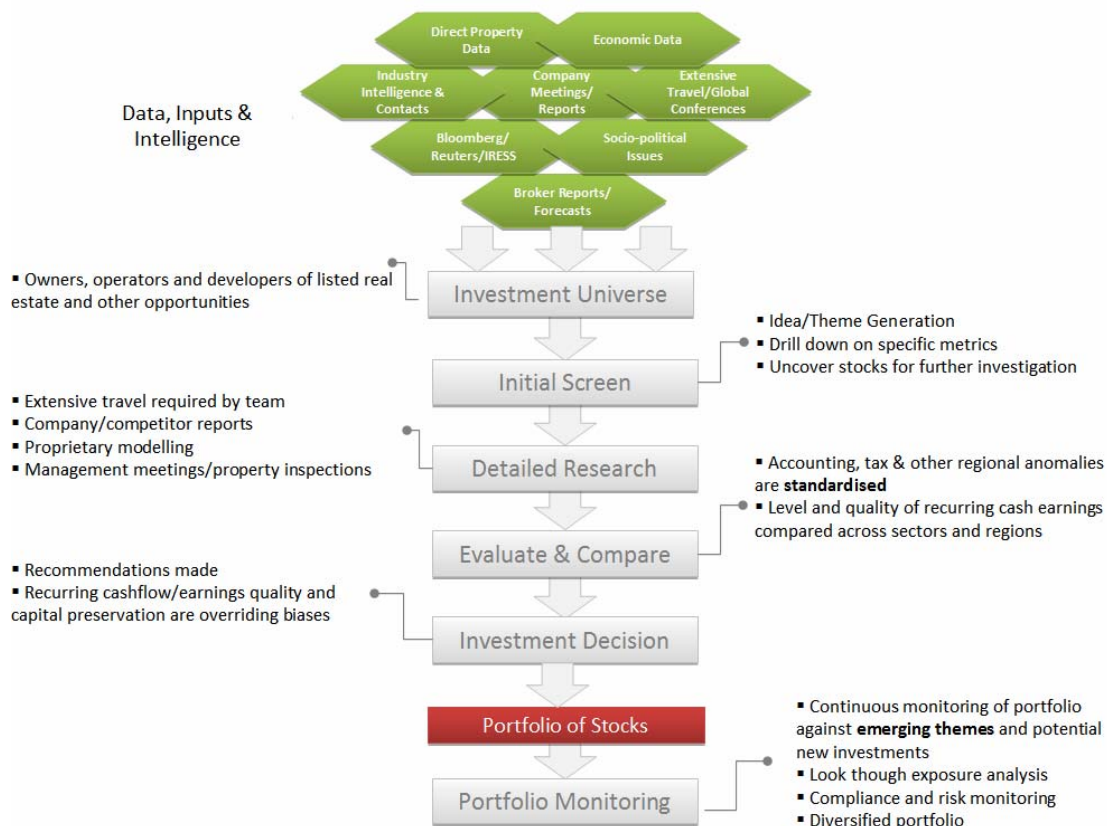 Direct Property
Data
Economic Data
Industry
Intelligence &
Contacts
Company
Meetings/
Reports
Extensive
Travel/Global
Conferences
Data, Inputs &
Intelligence
Bloomberg/
Reuters/IRESS
Socio-political
Issues
Broker Reports/
Forecasts
▪ Owners, operators and developers of listed real
estate and other opportunities
Investment Universe
▪ Idea/Theme Generation
▪ Drill down on specific metrics
▪ Uncover stocks for further investigation
Initial Screen
▪ Extensive travel required by team
▪ Company/competitor reports
▪ Proprietary modelling
▪ Management meetings/property inspections
Detailed Research
▪ Accounting, tax & other regional anomalies
are standardised
▪ Level and quality of recurring cash earnings
compared across sectors and regions
Evaluate & Compare
▪ Recommendations made
▪ Recurring cashflow/earnings quality and
capital preservation are overriding biases
Investment Decision
Portfolio of Stocks
▪ Continuous monitoring of portfolio
against emerging themes and potential
new investments
▪ Look though exposure analysis
▪ Compliance and risk monitoring
▪ Diversified portfolio
Portfolio Monitoring